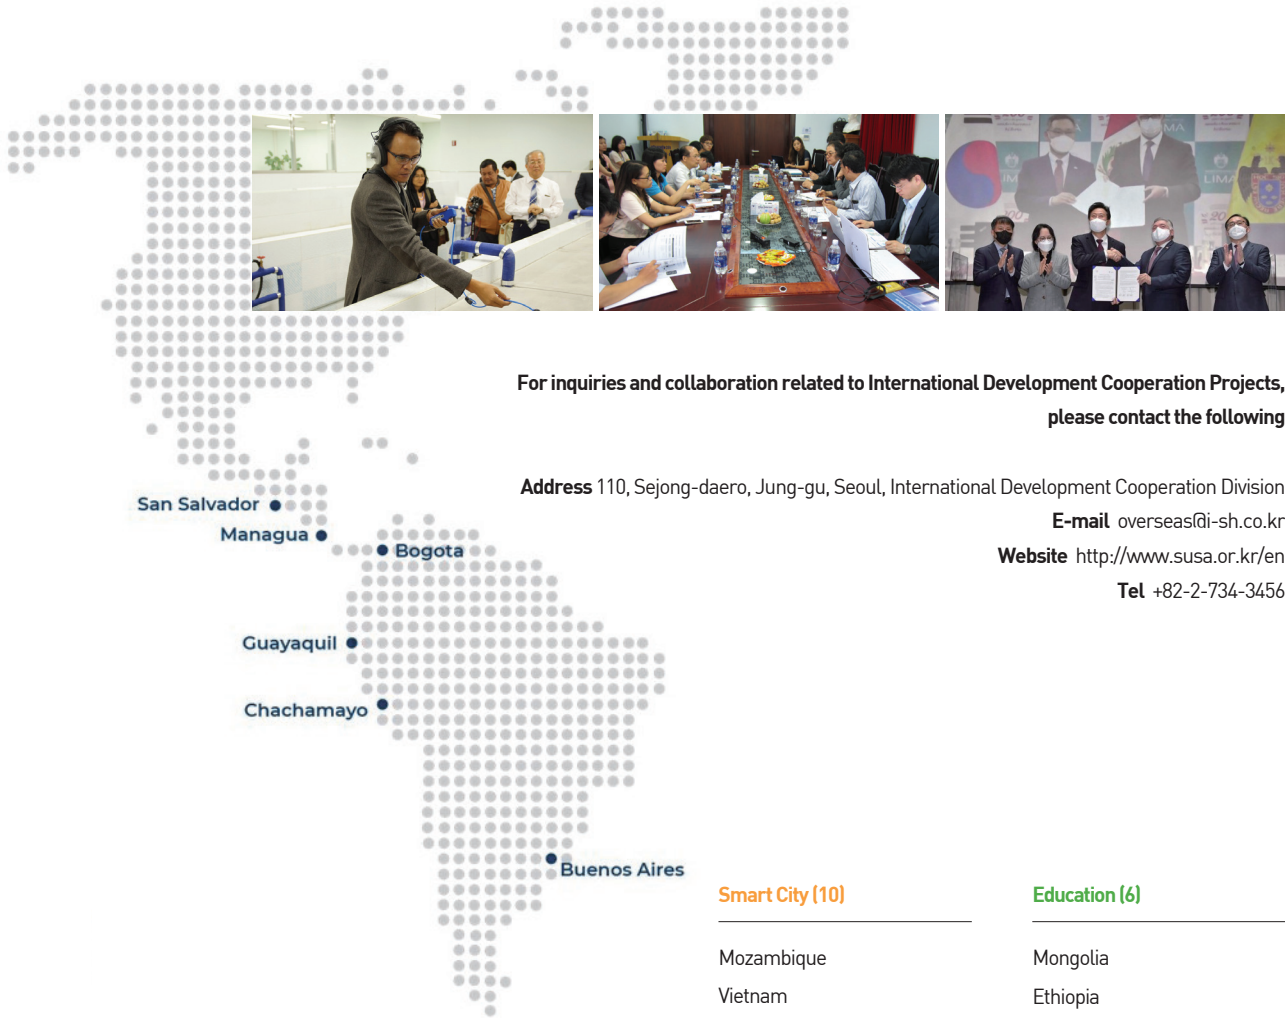 LIMA
LIMA
For inquiries and collaboration related to International Development Cooperation Projects,
please contact the following
Address 110, Sejong-daero, Jung-gu, Seoul, International Development Cooperation Division
E-mail overseas@i-sh.co.kr
Website http://www.susa.or.kr/en
Tel +82-2-734-3456
San Salvador
Managua
Bogota
Guayaquil
Chachamayo
Buenos Aires
Smart City (10)
Mozambique
Vietnam
Education (6)
Mongolia
Ethiopia